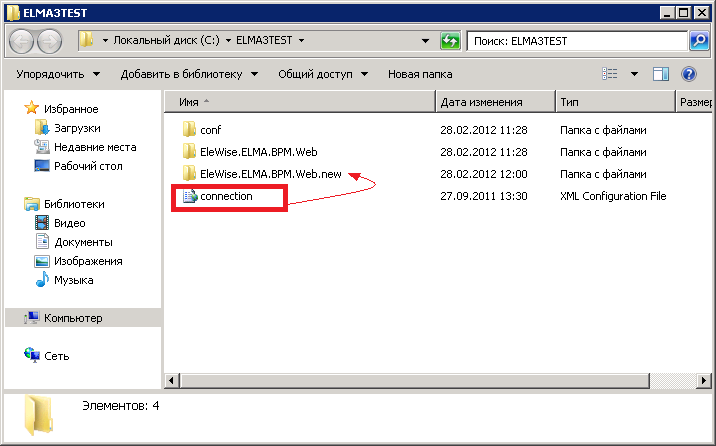 ELMA3TEST
Локальный диск (C:) ELMA3TEST
Поиск: ELMA3TEST
Упорядочить Добавить в библиотеку Общий доступ Новая папка
Избранное
Загрузки
Недавние места
Рабочий стол
Библиотеки
Видео
Документы
Изображения
Музыка
Компьютер
Сеть
Имя Дата изменения Тип Размер
conf 28.02.2012 11:28 Папка с файлами
EleWise.ELMA.BPM.Web 28.02.2012 11:28 Папка с файлами
EleWise.ELMA.BPM.Web.new 28.02.2012 12:00 Папка с файлами
connection 27.09.2011 13:30 XML Configuration File
Элементов: 4